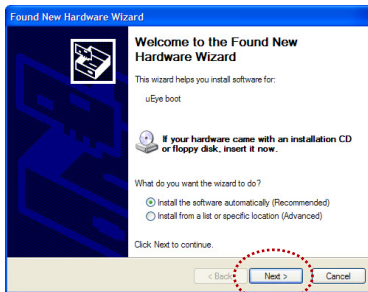 Found New Hardware Wizard
Welcome to the Found New
Hardware Wizard
This wizard helps you install software for:
uEye boot
If your hardware came with an installation CD
or floppy disk, insert it now.
What do you want the wizard to do?
Install the software automatically (Recommended)
Install from a list or specific location (Advanced)
Click Next to continue.
< Back
Next >
Cancel